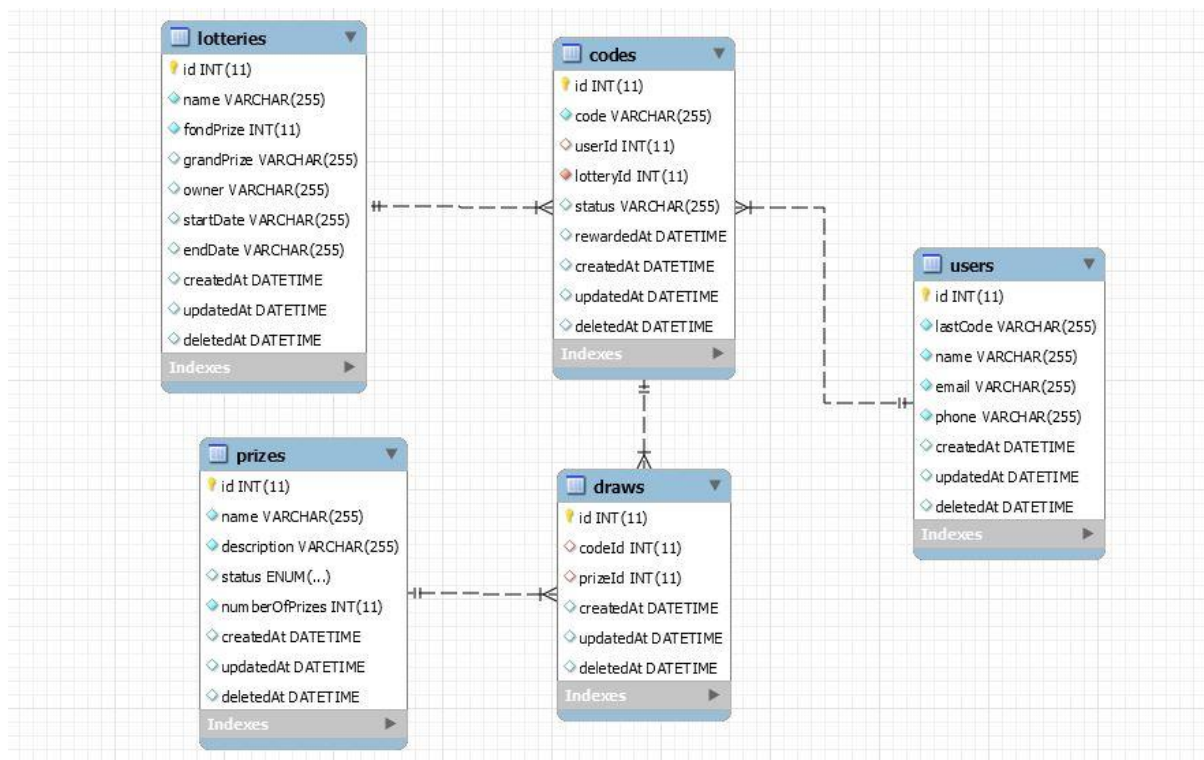 lotteries
id INT(11)
name VARCHAR(255)
fondPrize INT(11)
grandPrize VARCHAR(255)
owner VARCHAR(255)
startDate VARCHAR(255)
endDate VARCHAR(255)
createdAt DATETIME
updatedAt DATETIME
deletedAt DATETIME
Indexes
codes
id INT(11)
code VARCHAR(255)
userId INT(11)
lotteryId INT(11)
status VARCHAR(255)
rewardedAt DATETIME
createdAt DATETIME
updatedAt DATETIME
deletedAt DATETIME
Indexes
users
id INT(11)
lastCode VARCHAR(255)
name VARCHAR(255)
email VARCHAR(255)
phone VARCHAR(255)
createdAt DATETIME
updatedAt DATETIME
deletedAt DATETIME
Indexes
prizes
id INT(11)
name VARCHAR(255)
description VARCHAR(255)
status ENUM(...)
numberOfPrizes INT(11)
createdAt DATETIME
updatedAt DATETIME
deletedAt DATETIME
Indexes
draws
id INT(11)
codeId INT(11)
prizeId INT(11)
createdAt DATETIME
updatedAt DATETIME
deletedAt DATETIME
Indexes